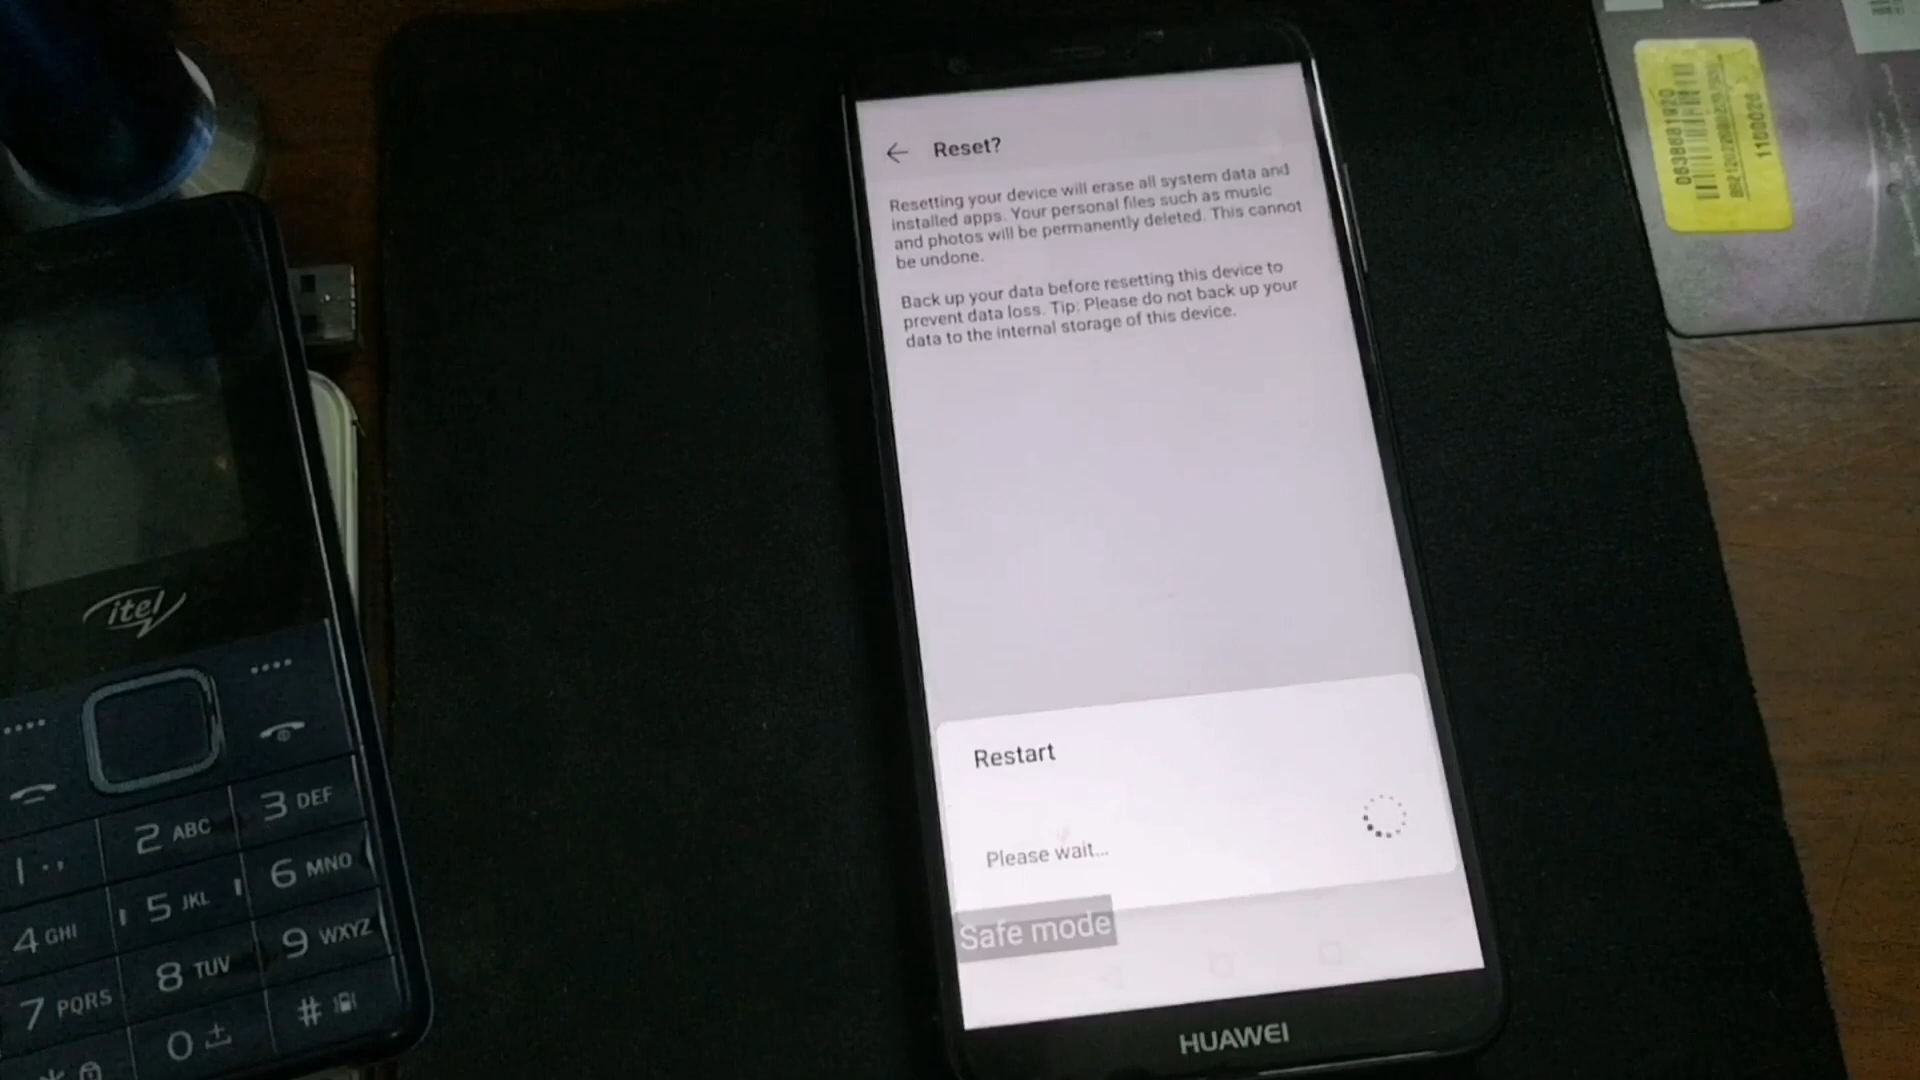 Reset?
Resetting your device will erase all system data and
installed apps. Your personal files such as music
and photos will be permanently deleted. This cannot
be undone.
Back up your data before resetting this device to
prevent data loss. Tip: Please do not back up your
data to the internal storage of this device.
Restart
Please wait...
Safe mode
HUAWEI
itel
1 . ,
2 ABC
3 DEF
4 GHI
5 JKL
6 MNO
7 PQRS
8 TUV
9 WXYZ
0
#